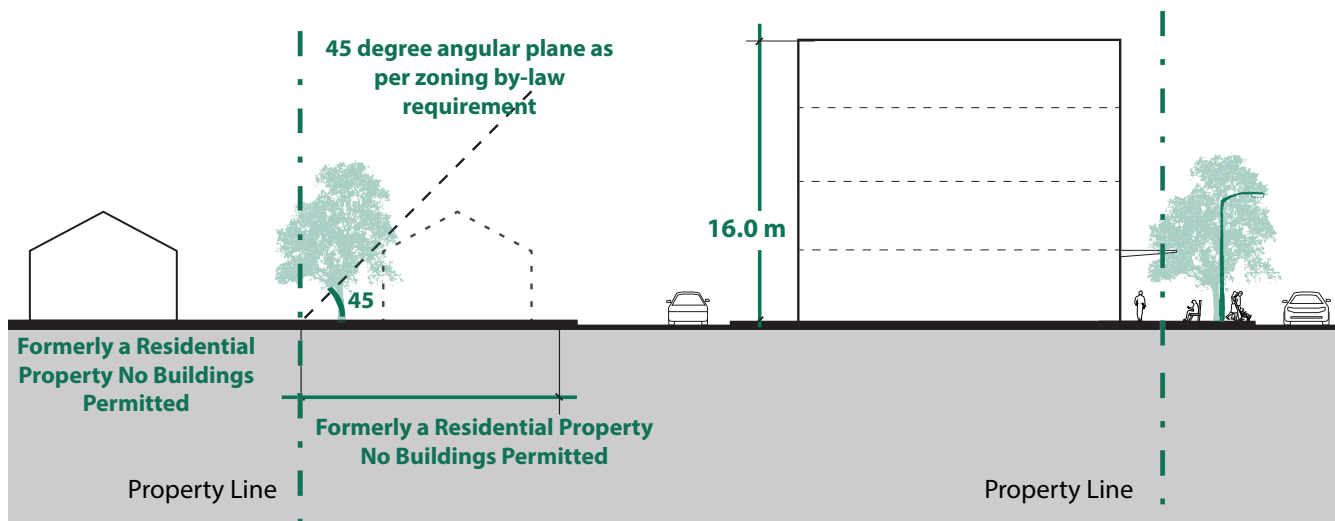 45 degree angular plane as
per zoning by-law
requirement
16.0 m
45
Formerly a Residential
Property No Buildings
Permitted
Formerly a Residential Property
No Buildings Permitted
Property Line
Property Line